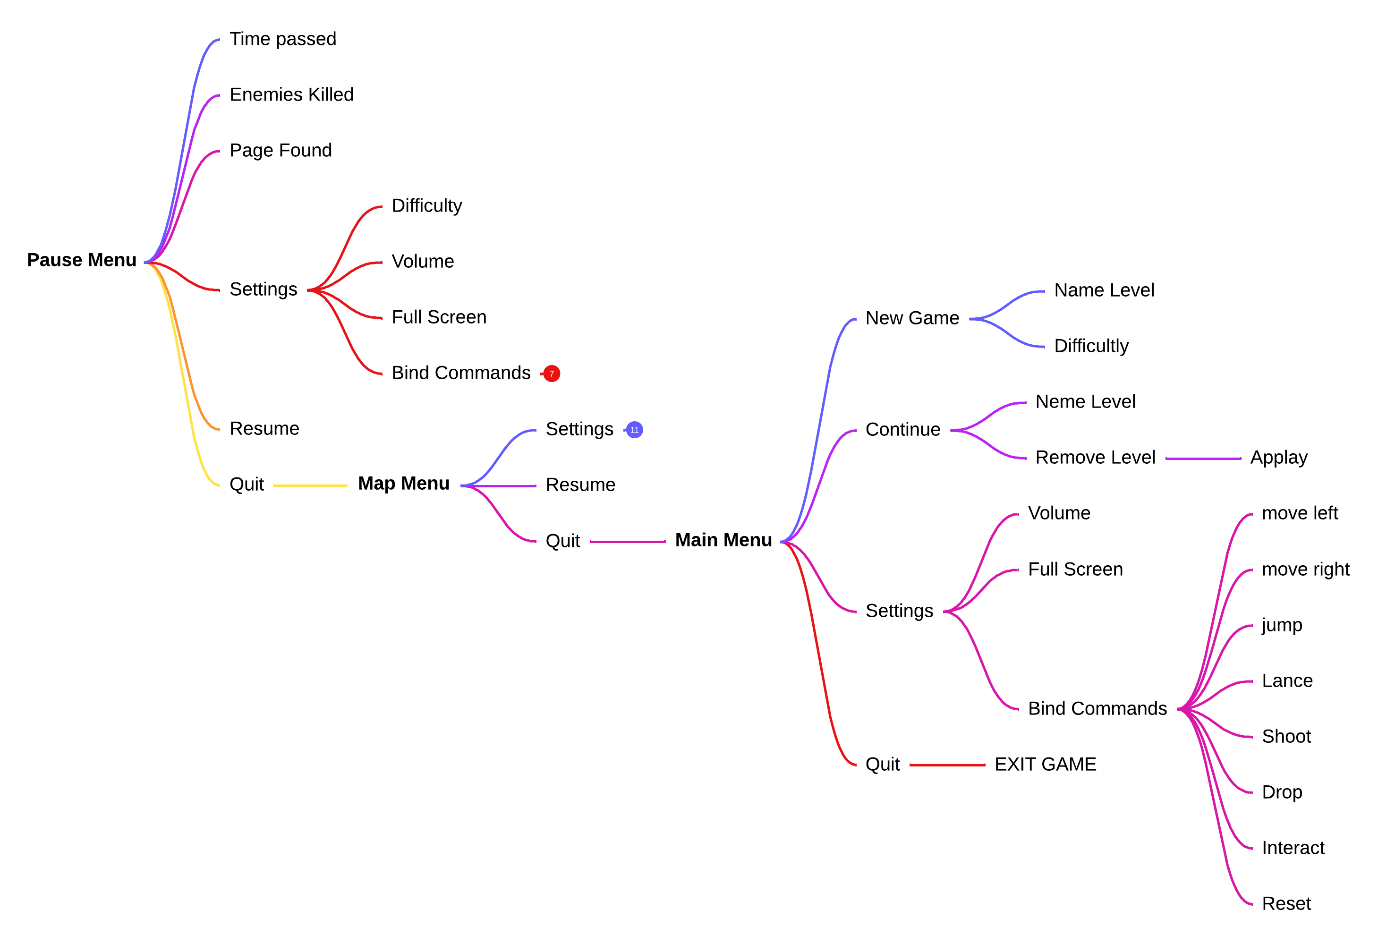 Pause Menu
Time passed
Enemies Killed
Page Found
Settings
Difficulty
Volume
Full Screen
Bind Commands
7
Resume
Quit
Map Menu
Settings
11
Resume
Quit
Main Menu
New Game
Name Level
Difficultly
Continue
Neme Level
Remove Level
Applay
Settings
Volume
Full Screen
Bind Commands
move left
move right
jump
Lance
Shoot
Drop
Interact
Reset
Quit
EXIT GAME